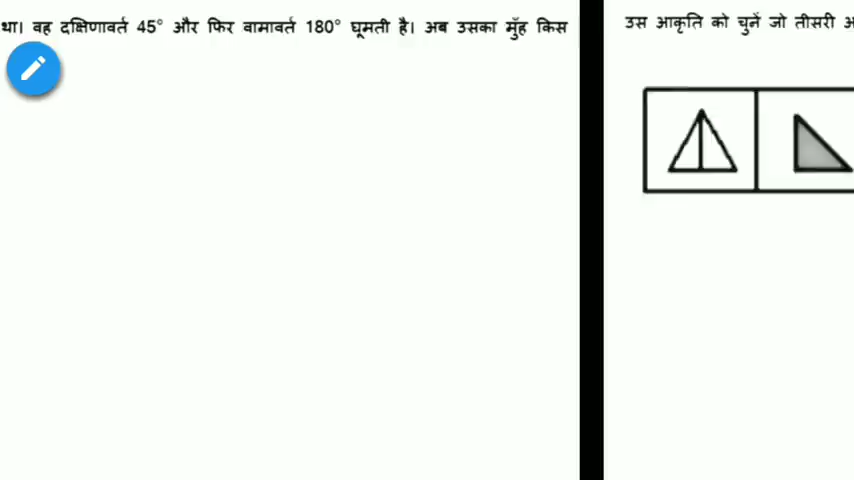 था। वह दक्षिणावर्त 45° और फिर वामावर्त 180° घूमती है। अब उसका मुँह किस
उस आकृति को चुनें जो तीसरी